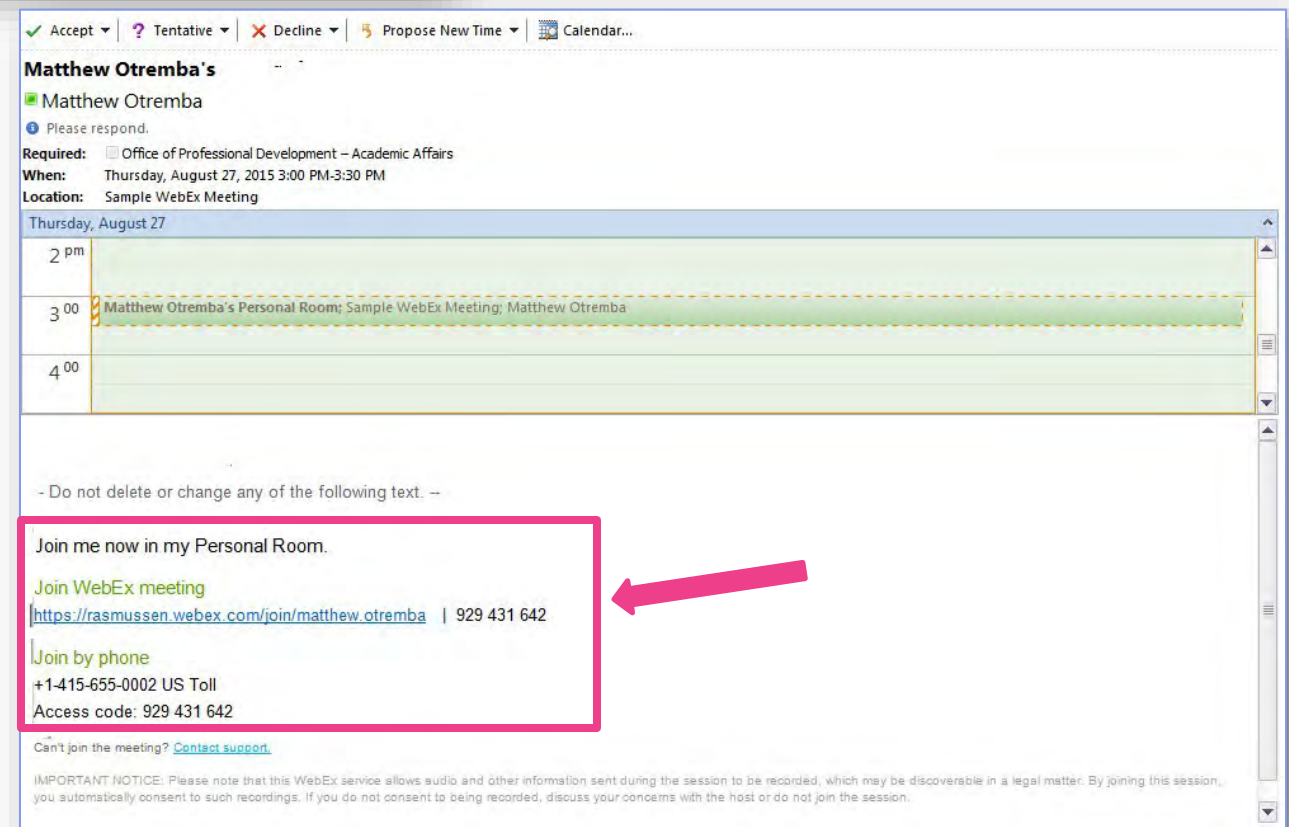 Accept Tentative Decline Propose New Time Calendar...
Matthew Otremba's
Matthew Otremba
Please respond.
Required: Office of Professional Development – Academic Affairs
When: Thursday, August 27, 2015 3:00 PM-3:30 PM
Location: Sample WebEx Meeting
Thursday, August 27
2 pm
3 00 Matthew Otremba's Personal Room; Sample WebEx Meeting; Matthew Otremba
4 00
- Do not delete or change any of the following text. --
Join me now in my Personal Room.
Join WebEx meeting
https://rasmussen.webex.com/join/matthew.otremba | 929 431 642
Join by phone
+1-415-655-0002 US Toll
Access code: 929 431 642
Can't join the meeting? Contact support.
IMPORTANT NOTICE: Please note that this WebEx service allows audio and other information sent during the session to be recorded, which may be discoverable in a legal matter. By joining this session,
you automatically consent to such recordings. If you do not consent to being recorded, discuss your concerns with the host or do not join the session.